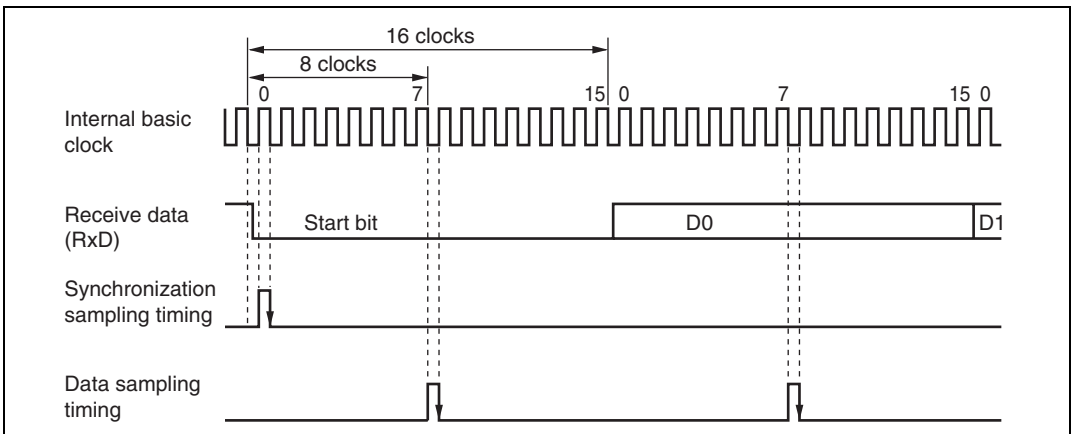 16 clocks
8 clocks
0 7 15 0 7 15 0
Internal basic
clock
Receive data
(RxD)
Start bit D0 D1
Synchronization
sampling timing
Data sampling
timing